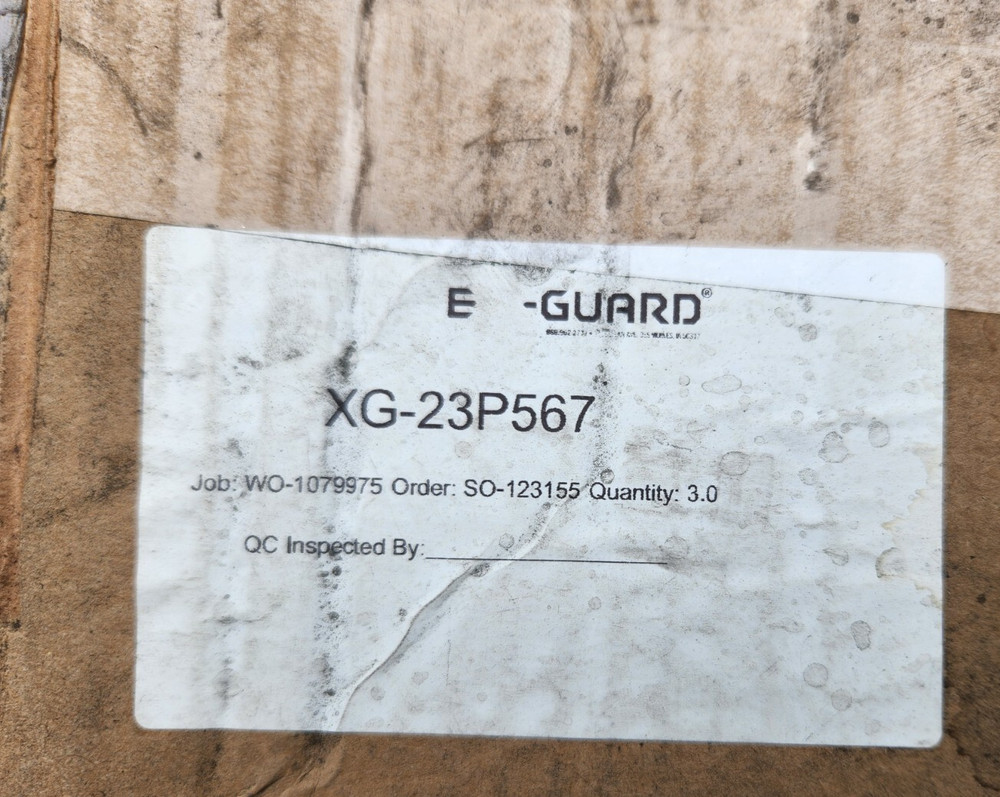 E -GUARD®
XG-23P567
Job: WO-1079975 Order: SO-123155 Quantity: 3.0
QC Inspected By: